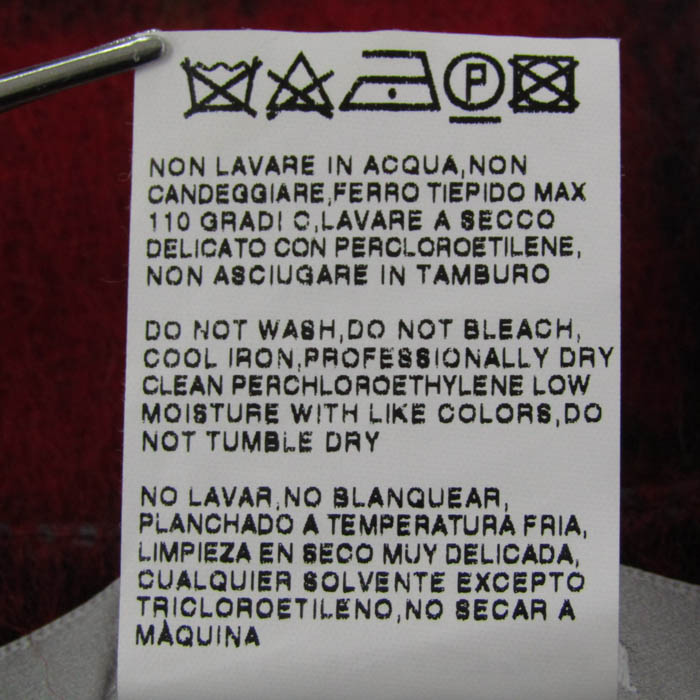 P
NON LAVARE IN ACQUA,NON
CANDEGGIARE,FERRO TIEPIDO MAX
110 GRADI C,LAVARE A SECCO
DELICATO CON PERCLOROETILENE,
NON ASCIUGARE IN TAMBURO
DO NOT WASH,DO NOT BLEACH,
COOL IRON,PROFESSIONALLY DRY
CLEAN PERCHLOROETHYLENE LOW
MOISTURE WITH LIKE COLORS,DO
NOT TUMBLE DRY
NO LAVAR,NO BLANQUEAR,
PLANCHADO A TEMPERATURA FRIA,
LIMPIEZA EN SECO MUY DELICADA,
CUALQUIER SOLVENTE EXCEPTO
TRICLOROETILENO,NO SECAR A
MÀQUINA